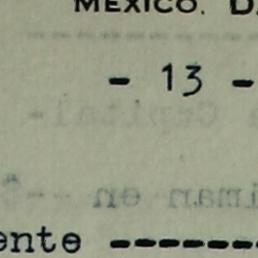 MEXICO. D.
- 13 -
ente -------